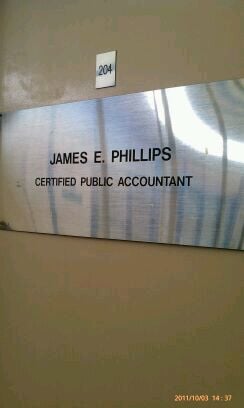 204
JAMES E. PHILLIPS
CERTIFIED PUBLIC ACCOUNTANT
2011/10/03 14:37